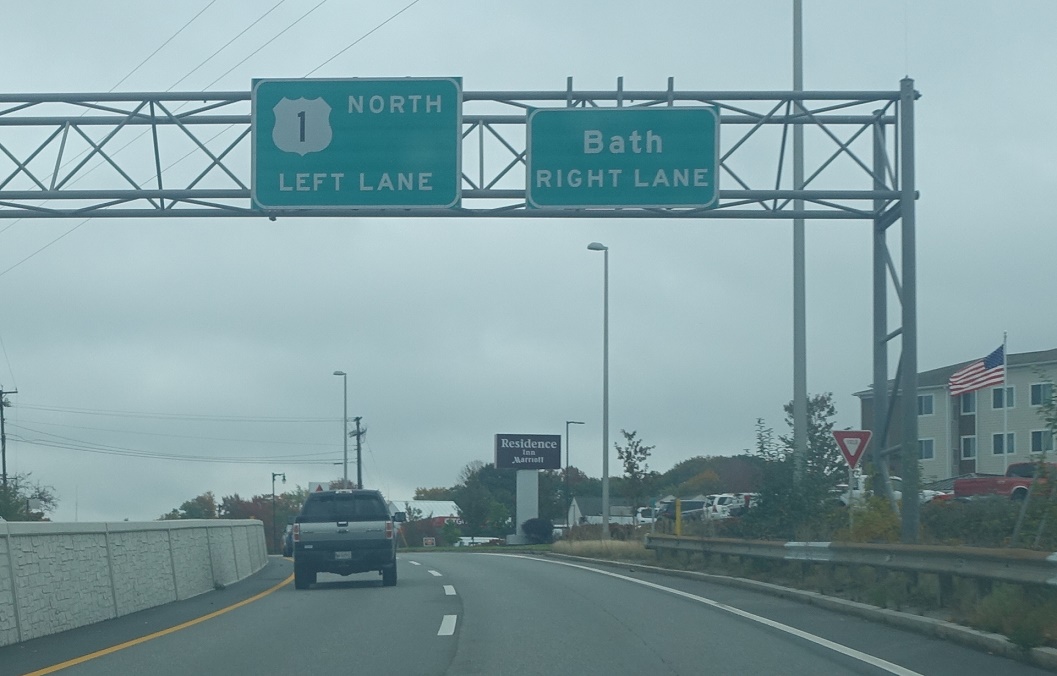 NORTH
1
LEFT LANE
Bath
RIGHT LANE
Residence
Inn
Marriott